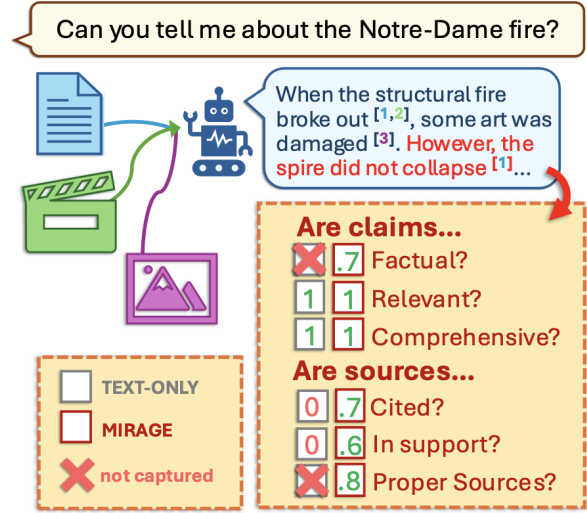 Can you tell me about the Notre-Dame fire?
When the structural fire
broke out [1,2], some art was
damaged [3]. However, the
spire did not collapse [1]...
Are claims...
.7 Factual?
1 1 Relevant?
1 1 Comprehensive?
Are sources...
0 .7 Cited?
0 .6 In support?
.8 Proper Sources?
TEXT-ONLY
MIRAGE
not captured